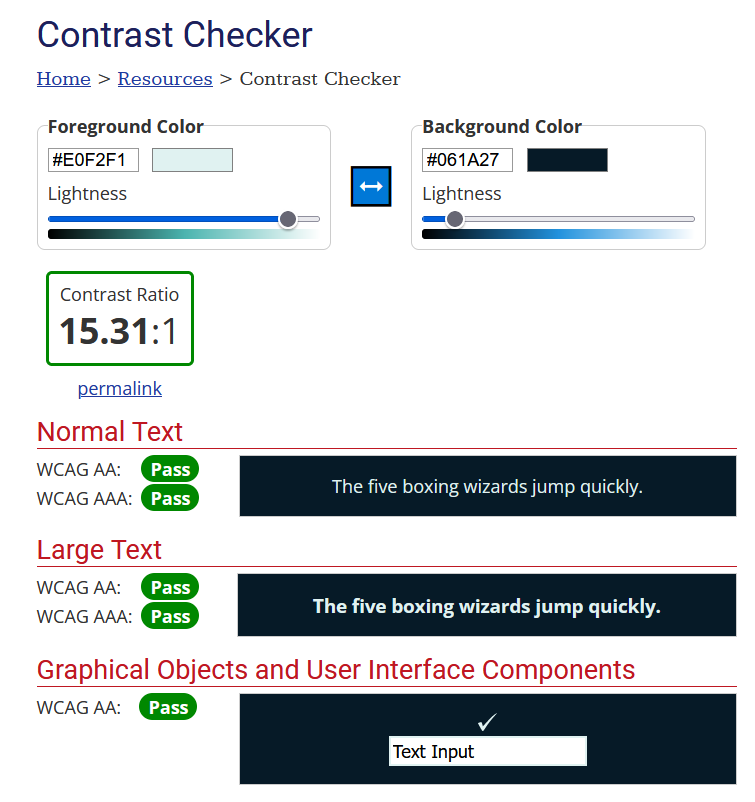 Contrast Checker
Home > Resources > Contrast Checker
Foreground Color
#E0F2F1
Lightness
Background Color
#061A27
Lightness
Contrast Ratio
15.31:1
permalink
Normal Text
WCAG AA: Pass
WCAG AAA: Pass
The five boxing wizards jump quickly.
Large Text
WCAG AA: Pass
WCAG AAA: Pass
The five boxing wizards jump quickly.
Graphical Objects and User Interface Components
WCAG AA: Pass
Text Input